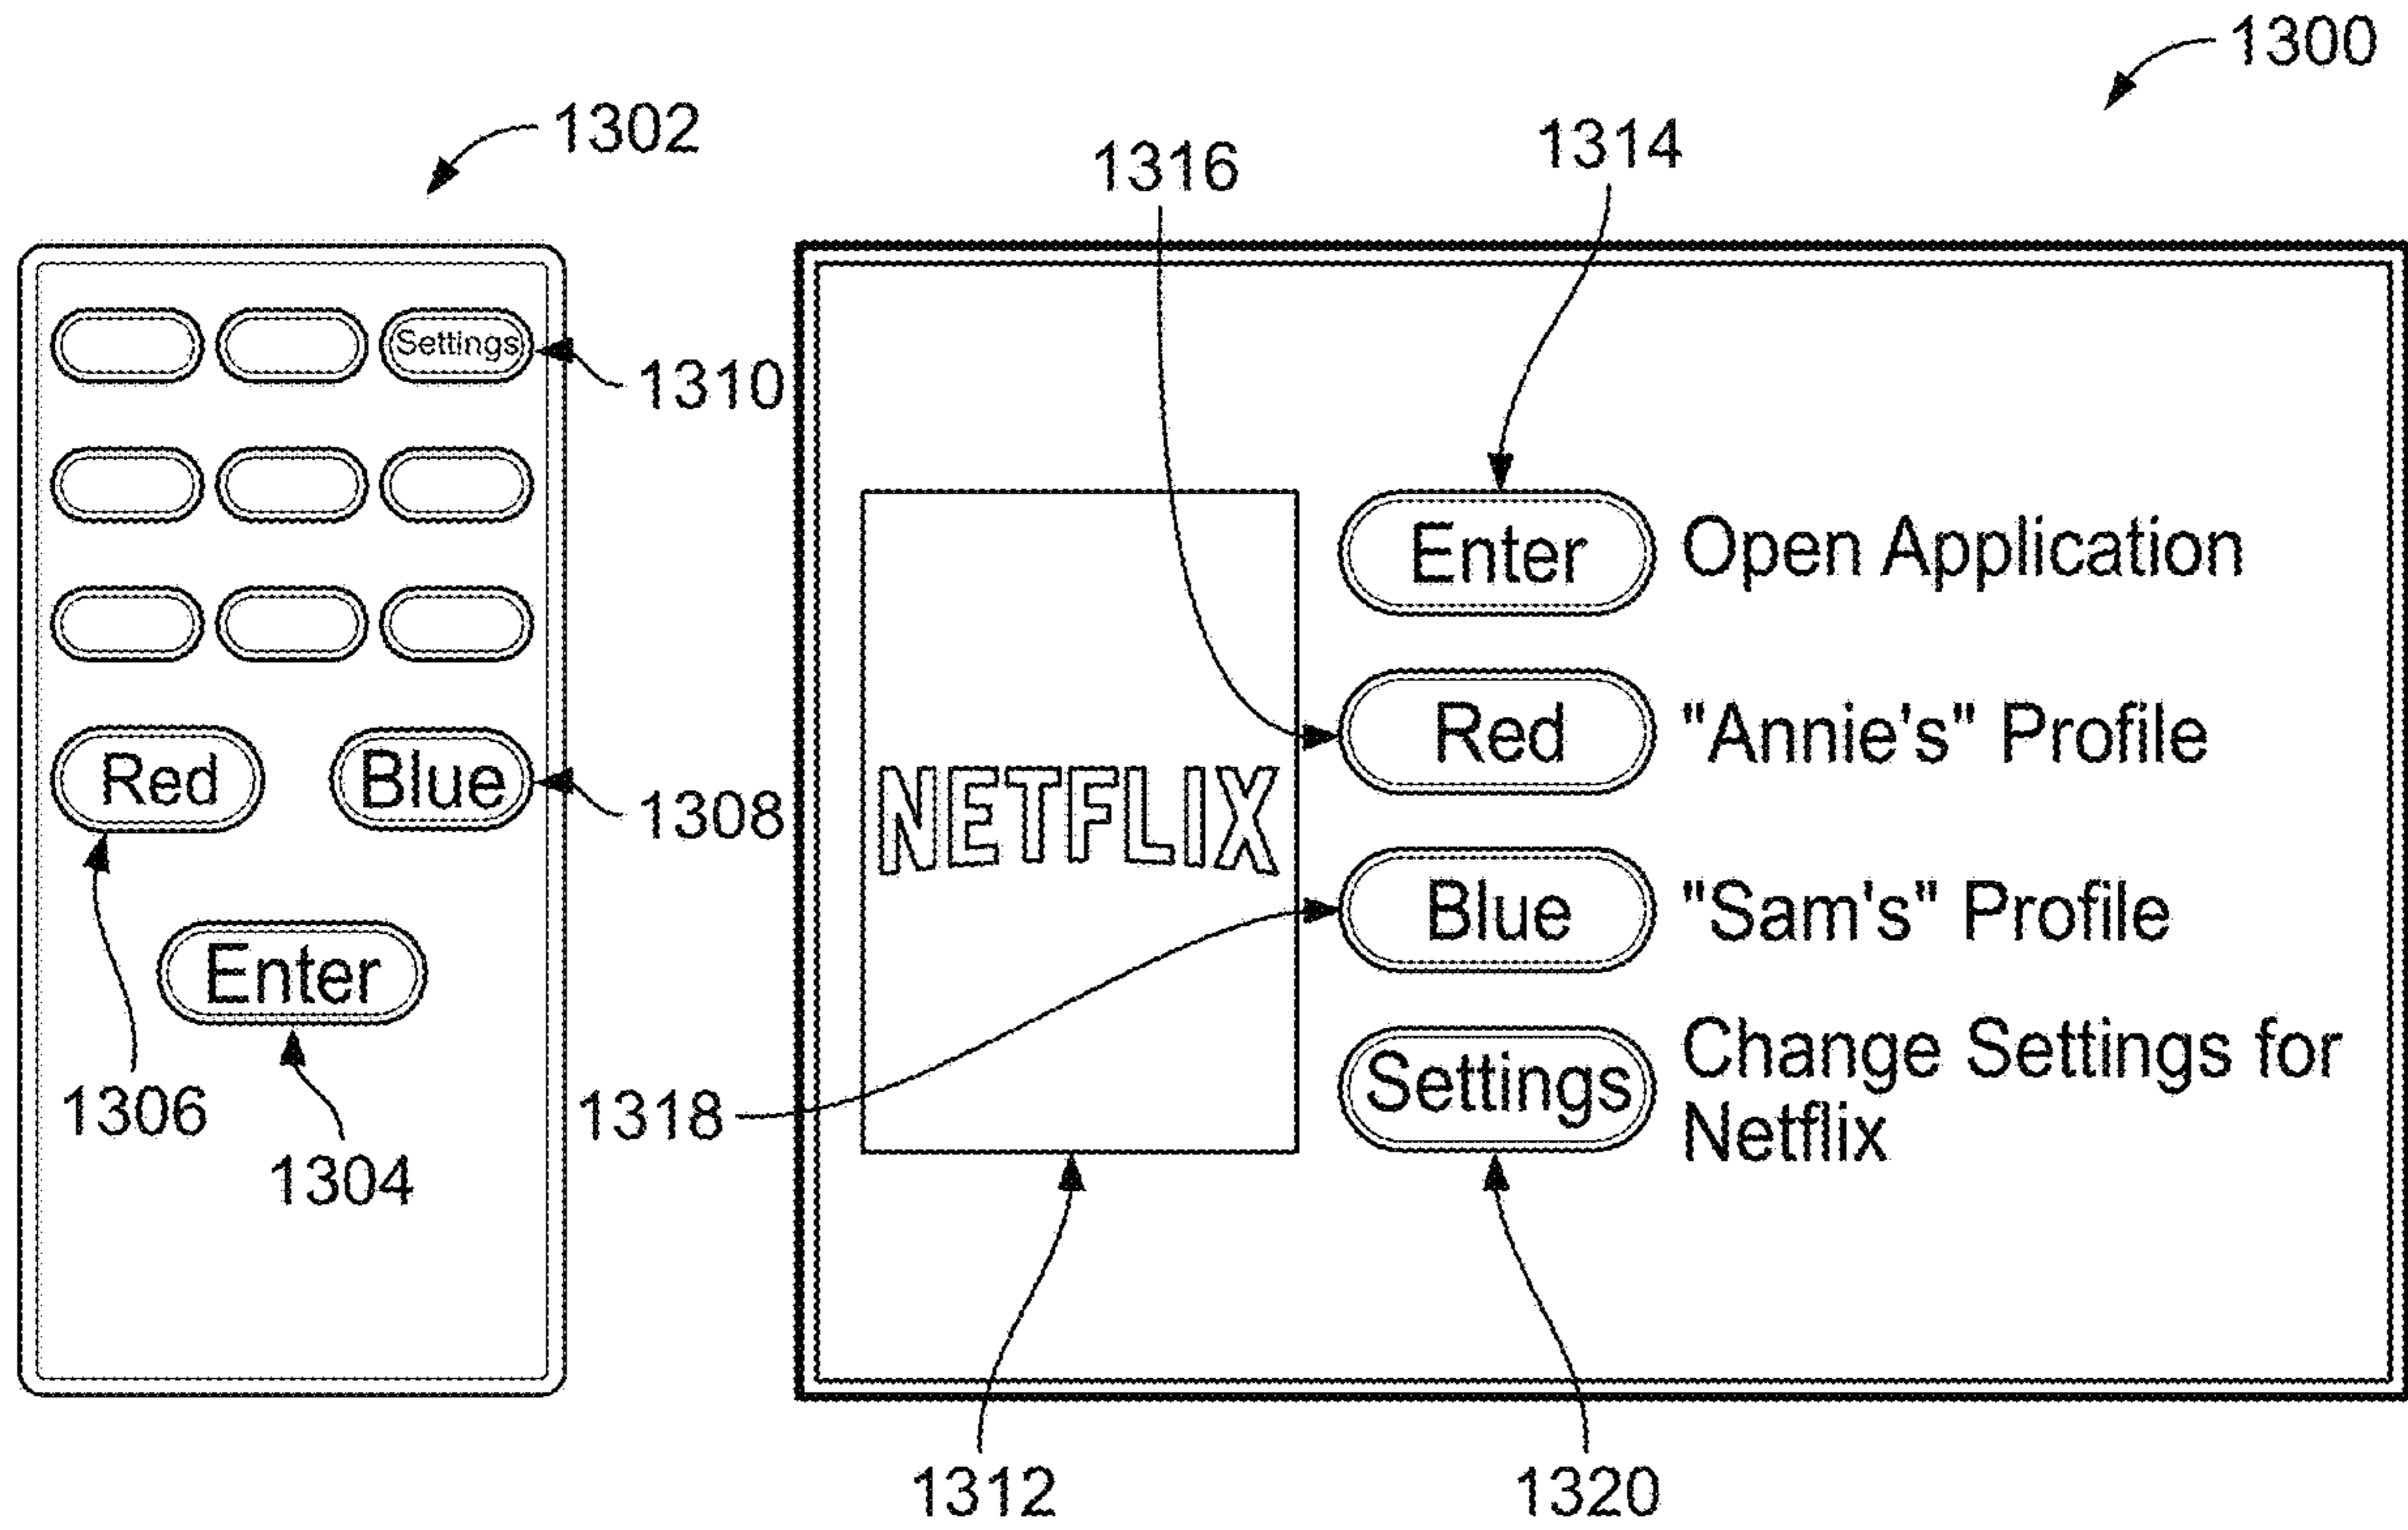 1300
1302
1316
1314
Settings
1310
Enter Open Application
Red "Annie's" Profile
Red
Blue
1308
NETFLIX
Blue "Sam's" Profile
Enter
Settings Change Settings for
Netflix
1306
1318
1304
1312
1320